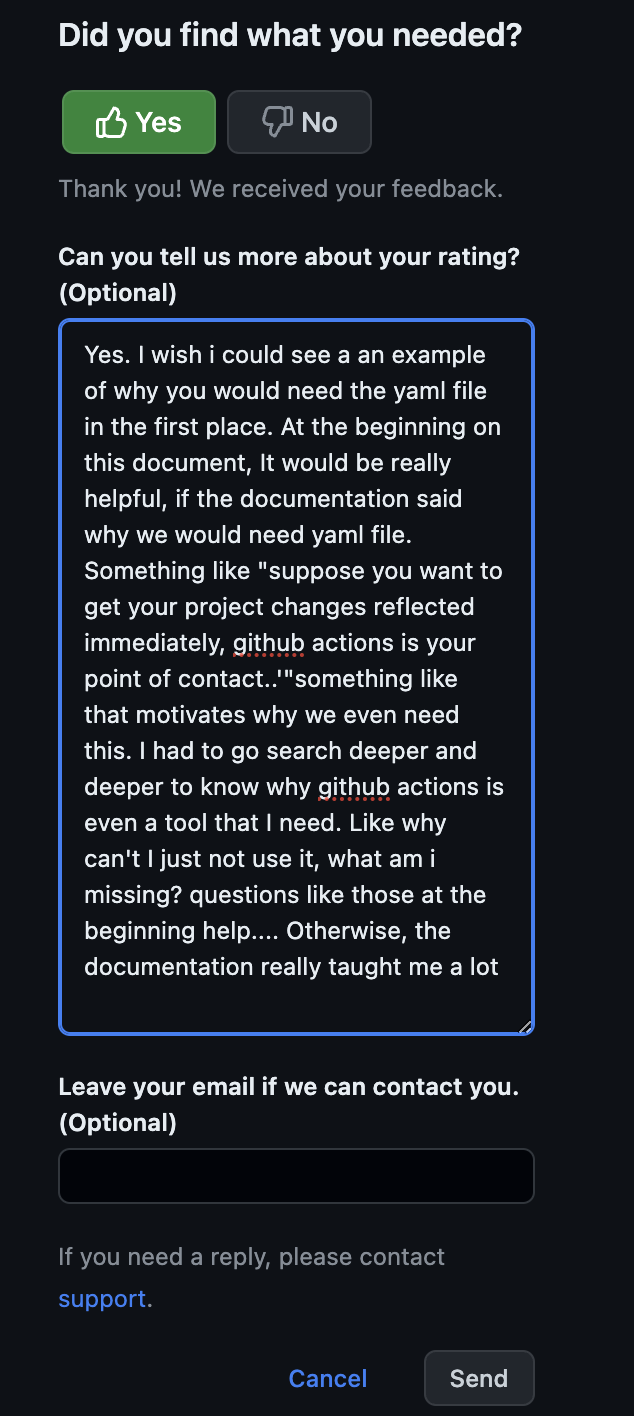 Did you find what you needed?
Yes
No
Thank you! We received your feedback.
Can you tell us more about your rating?
(Optional)
Yes. I wish i could see a an example
of why you would need the yaml file
in the first place. At the beginning on
this document, It would be really
helpful, if the documentation said
why we would need yaml file.
Something like "suppose you want to
get your project changes reflected
immediately, github actions is your
point of contact..'"something like
that motivates why we even need
this. I had to go search deeper and
deeper to know why github actions is
even a tool that I need. Like why
can't I just not use it, what am i
missing? questions like those at the
beginning help.... Otherwise, the
documentation really taught me a lot
Leave your email if we can contact you.
(Optional)
If you need a reply, please contact
support.
Cancel
Send